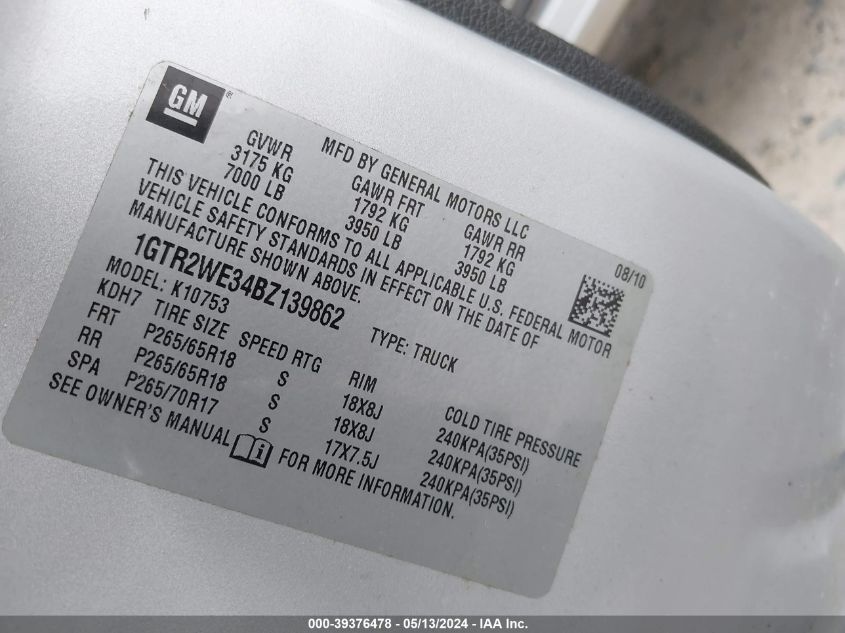 GM®
MFD BY GENERAL MOTORS LLC 08/10
GVWR GAWR FRT GAWR RR
3175 KG 1792 KG 1792 KG
7000 LB 3950 LB 3950 LB
THIS VEHICLE CONFORMS TO ALL APPLICABLE U.S. FEDERAL MOTOR
VEHICLE SAFETY STANDARDS IN EFFECT ON THE DATE OF
MANUFACTURE SHOWN ABOVE.
1GTR2WE34BZ139862 TYPE: TRUCK
MODEL: K10753
KDH7 TIRE SIZE SPEED RTG RIM COLD TIRE PRESSURE
FRT P265/65R18 S 18X8J 240KPA(35PSI)
RR P265/65R18 S 18X8J 240KPA(35PSI)
SPA P265/70R17 S 17X7.5J 240KPA(35PSI)
SEE OWNER'S MANUAL FOR MORE INFORMATION.
000-39376478 — 05/13/2024 — IAA Inc.